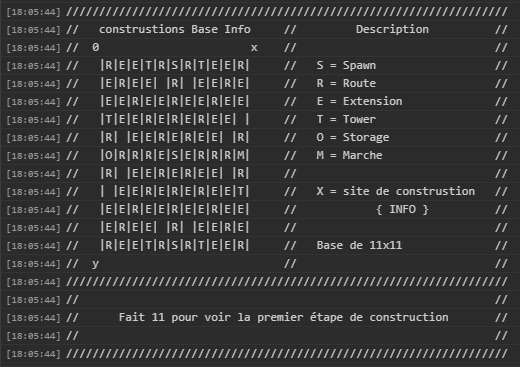 [18:05:44] ///////////////////////////////////////////////////////////////////
[18:05:44] //   construstions Base Info     //         Description          //
[18:05:44] //  0                       x    //                              //
[18:05:44] //   |R|E|E|T|R|S|R|T|E|E|R|     //   S = Spawn                  //
[18:05:44] //   |E|R|E|E| |R| |E|E|R|E|     //   R = Route                  //
[18:05:44] //   |E|E|R|E|E|R|E|E|R|E|E|     //   E = Extension              //
[18:05:44] //   |T|E|E|R|E|R|E|R|E|E| |     //   T = Tower                  //
[18:05:44] //   |R| |E|E|R|E|R|E|E| |R|     //   O = Storage                //
[18:05:44] //   |O|R|R|R|E|S|E|R|R|R|M|     //   M = Marche                 //
[18:05:44] //   |R| |E|E|R|E|R|E|E| |R|     //                              //
[18:05:44] //   | |E|E|R|E|R|E|R|E|E|T|     //   X = site de construstion   //
[18:05:44] //   |E|E|R|E|E|R|E|E|R|E|E|     //            { INFO }          //
[18:05:44] //   |E|R|E|E| |R| |E|E|R|E|     //                              //
[18:05:44] //   |R|E|E|T|R|S|R|T|E|E|R|     //   Base de 11x11              //
[18:05:44] //  y                            //                              //
[18:05:44] ///////////////////////////////////////////////////////////////////
[18:05:44] //                                                               //
[18:05:44] //      Fait 11 pour voir la premier étape de construction       //
[18:05:44] //                                                               //
[18:05:44] ///////////////////////////////////////////////////////////////////